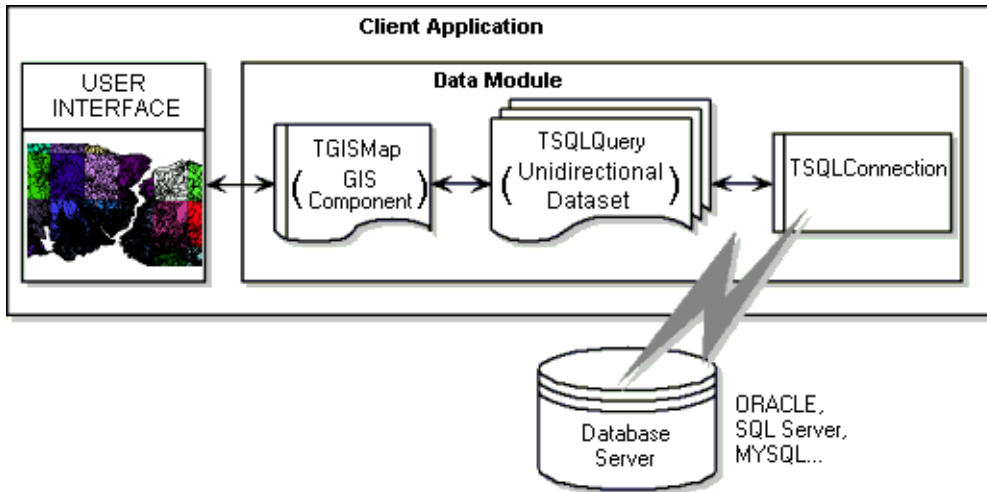 Client Application
USER
INTERFACE
Data Module
TGISMap
( GIS
Component )
TSQLQuery
( Unidirectional )
Dataset
TSQLConnection
Database
Server
ORACLE,
SQL Server,
MYSQL...